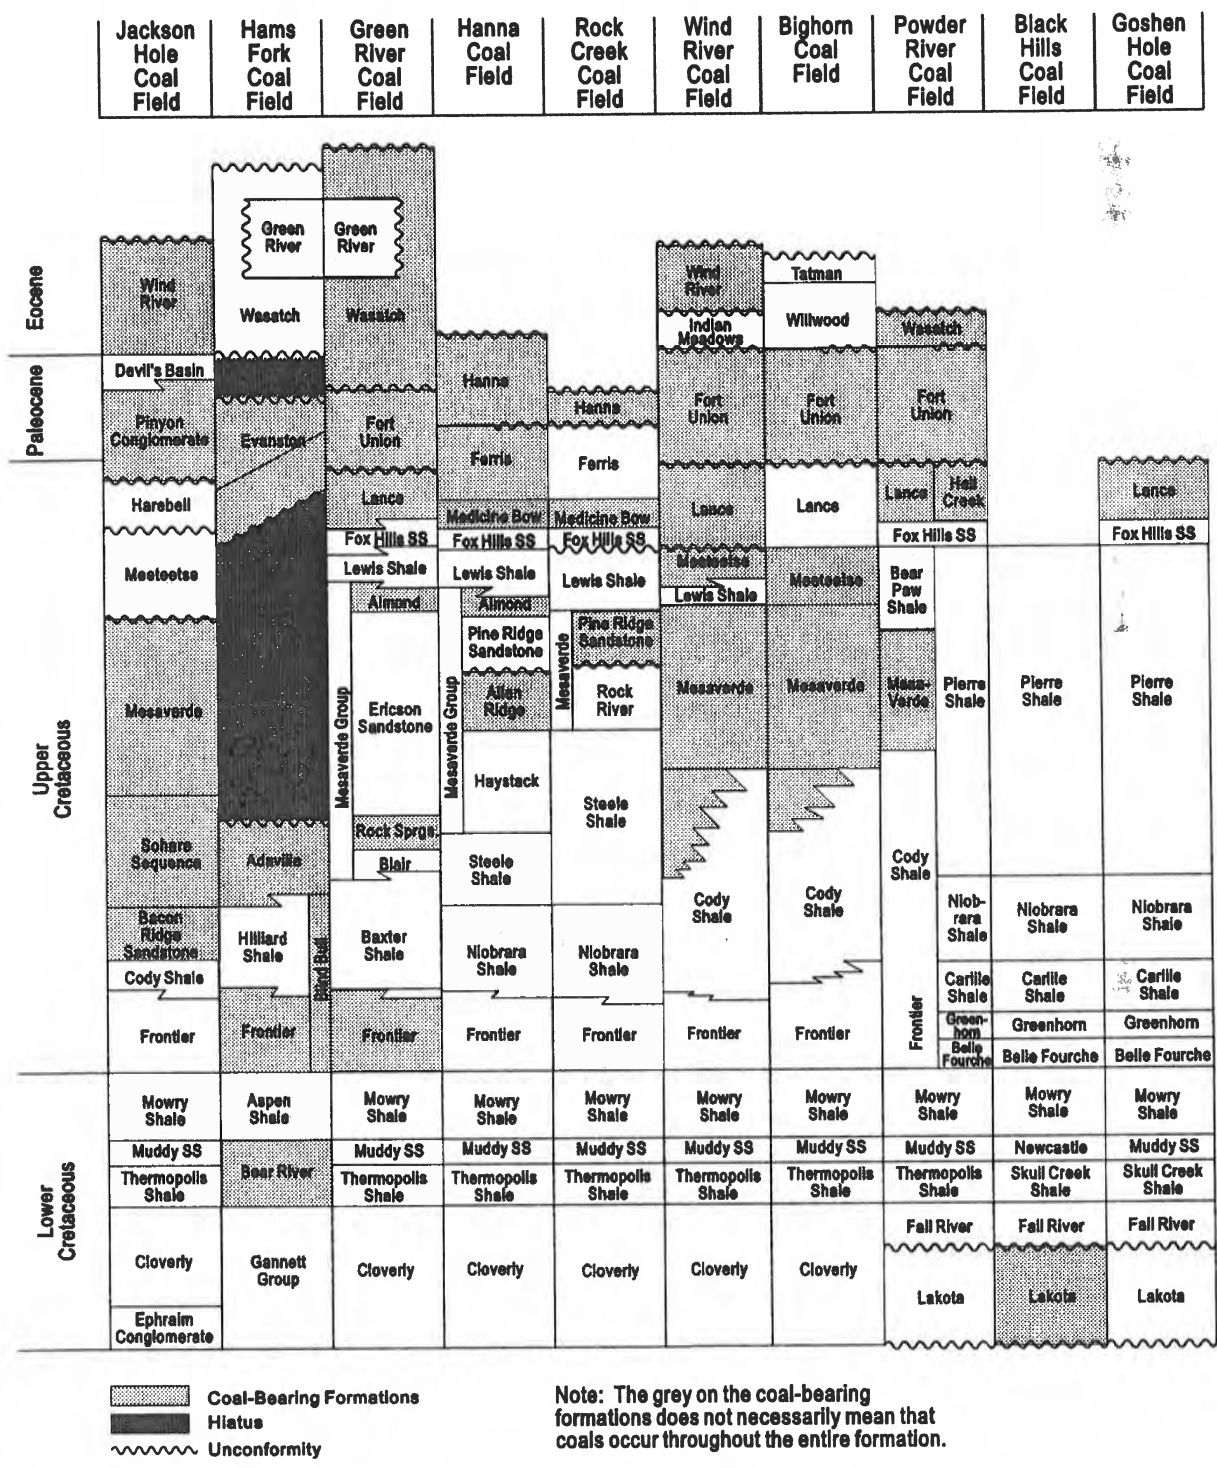 Jackson
Hole
Coal
Field
Hams
Fork
Coal
Field
Green
River
Coal
Field
Hanna
Coal
Field
Rock
Creek
Coal
Field
Wind
River
Coal
Field
Bighorn
Coal
Field
Powder
River
Coal
Field
Black
Hills
Coal
Field
Goshen
Hole
Coal
Field
Eocene
Paleocene
Upper
Cretaceous
Lower
Cretaceous
Wind
River
Devil's Basin
Pinyon
Conglomerate
Harebell
Meeteetse
Mesaverde
Sohare
Sequence
Bacon
Ridge
Sandstone
Cody Shale
Frontier
Mowry
Shale
Muddy SS
Thermopolis
Shale
Cloverly
Ephraim
Conglomerate
Green
River
Wasatch
Evanston
Adaville
Hilliard
Shale
Blind Bull
Frontier
Aspen
Shale
Bear River
Gannett
Group
Green
River
Wasatch
Fort
Union
Lance
Fox Hills SS
Lewis Shale
Mesaverde Group
Almond
Ericson
Sandstone
Rock Sprgs.
Blair
Baxter
Shale
Frontier
Mowry
Shale
Muddy SS
Thermopolis
Shale
Cloverly
Hanna
Ferris
Medicine Bow
Fox Hills SS
Lewis Shale
Mesaverde Group
Almond
Pine Ridge
Sandstone
Allen
Ridge
Haystack
Steele
Shale
Niobrara
Shale
Frontier
Mowry
Shale
Muddy SS
Thermopolis
Shale
Cloverly
Hanna
Ferris
Medicine Bow
Fox Hills SS
Lewis Shale
Mesaverde
Pine Ridge
Sandstone
Rock
River
Steele
Shale
Niobrara
Shale
Frontier
Mowry
Shale
Muddy SS
Thermopolis
Shale
Cloverly
Wind
River
Indian
Meadows
Fort
Union
Lance
Meeteetse
Lewis Shale
Mesaverde
Cody
Shale
Frontier
Mowry
Shale
Muddy SS
Thermopolis
Shale
Cloverly
Tatman
Willwood
Fort
Union
Lance
Meeteetse
Mesaverde
Cody
Shale
Frontier
Mowry
Shale
Muddy SS
Thermopolis
Shale
Cloverly
Wasatch
Fort
Union
Lance
Hell
Creek
Fox Hills SS
Bear
Paw
Shale
Mesa-
Verde
Pierre
Shale
Cody
Shale
Niob-
rara
Shale
Carlile
Shale
Frontier
Green-
horn
Belle
Fourche
Mowry
Shale
Muddy SS
Thermopolis
Shale
Fall River
Lakota
Pierre
Shale
Niobrara
Shale
Carlile
Shale
Greenhorn
Belle Fourche
Mowry
Shale
Newcastle
Skull Creek
Shale
Fall River
Lakota
Lance
Fox Hills SS
Pierre
Shale
Niobrara
Shale
Carlile
Shale
Greenhorn
Belle Fourche
Mowry
Shale
Muddy SS
Skull Creek
Shale
Fall River
Lakota
Coal-Bearing Formations
Hiatus
Unconformity
Note: The grey on the coal-bearing
formations does not necessarily mean that
coals occur throughout the entire formation.